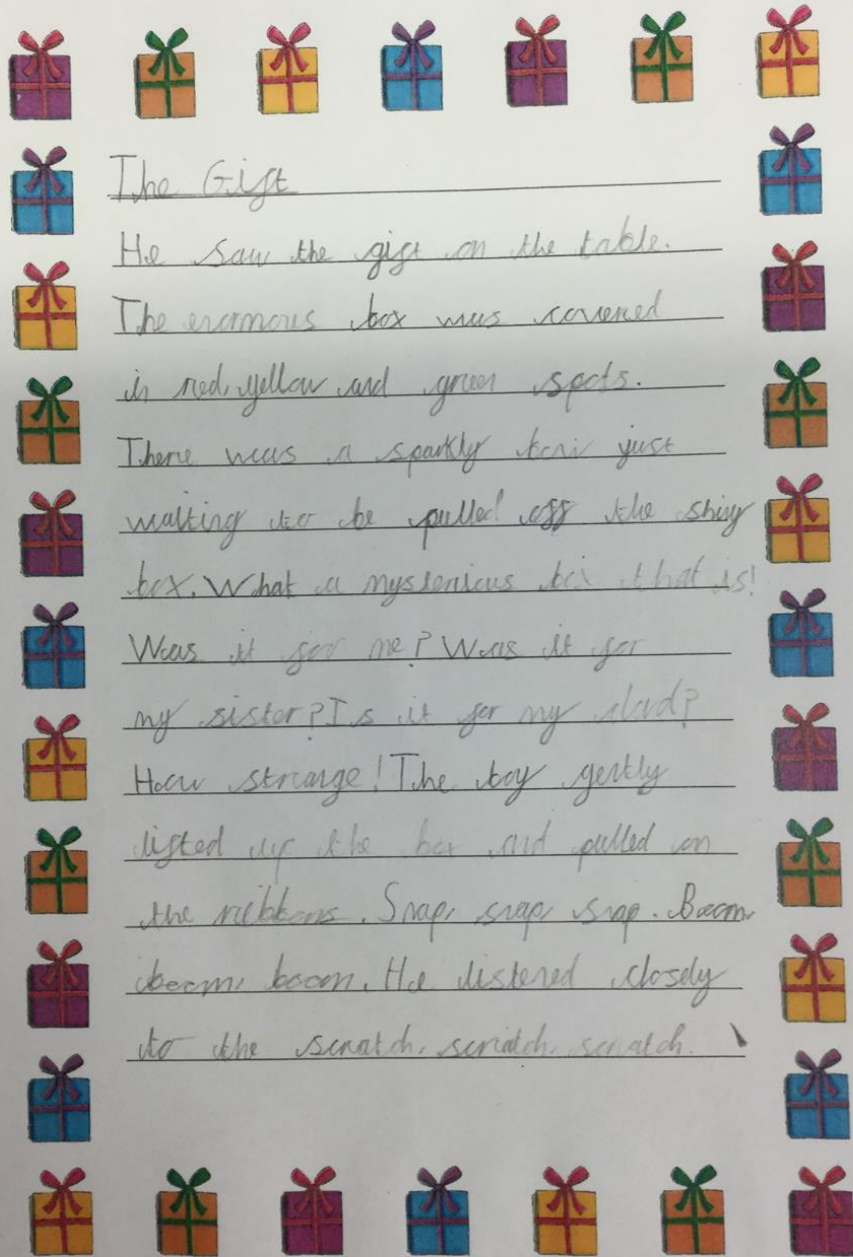 The Gift
He saw the gift on the table.
The enormous box was covered
in red, yellow and green spots.
There was a sparkly bow just
waiting to be pulled off the shiny
box. What a mysterious box that is!
Was it for me? Was it for
my sister? Is it for my dad?
How strange! The boy gently
lifted up the box and pulled on
the ribbons. Snap, snap, snap. Boom,
boom, boom. He listened closely
to the scratch, scratch, scratch.